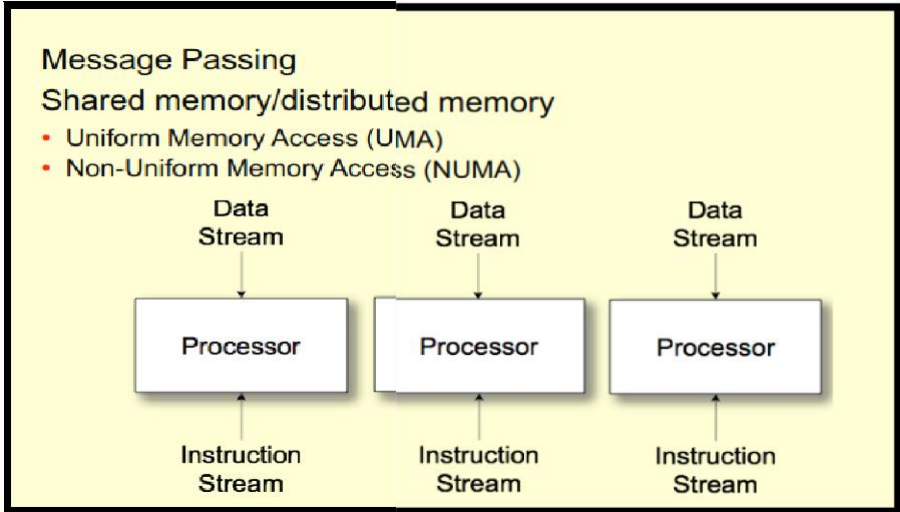 Message Passing
Shared memory/distributed memory
• Uniform Memory Access (UMA)
• Non-Uniform Memory Access (NUMA)
Data
Stream
Data
Stream
Data
Stream
Processor
Processor
Processor
Instruction
Stream
Instruction
Stream
Instruction
Stream